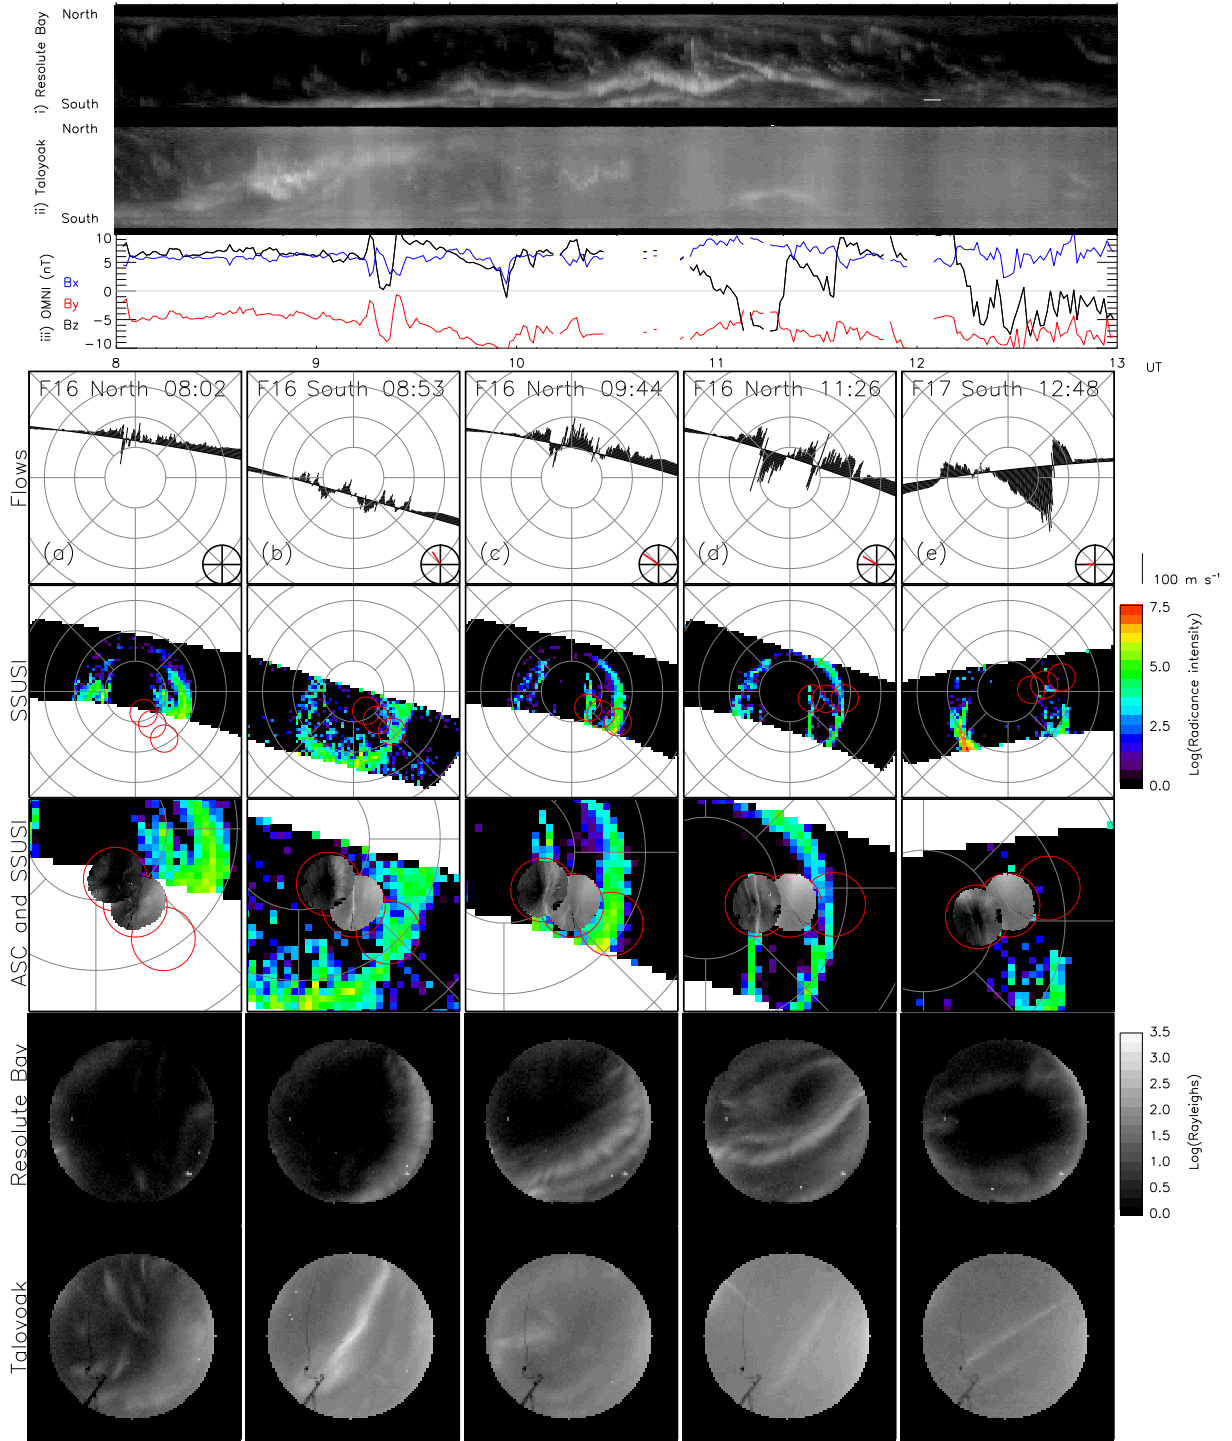 i) Resolute Bay
North
South
ii) Taloyoak
North
South
iii) OMNI (nT)
Bx
By
Bz
10
5
0
−5
−10
8
9
10
11
12
13
UT
Flows
F16 North 08:02
F16 South 08:53
F16 North 09:44
F16 North 11:26
F17 South 12:48
(a)
(b)
(c)
(d)
(e)
100 m s⁻¹
SSUSI
7.5
5.0
2.5
0.0
Log(Radicance intensity)
ASC and SSUSI
Resolute Bay
3.5
3.0
2.5
2.0
1.5
1.0
0.5
0.0
Log(Rayleighs)
Taloyoak